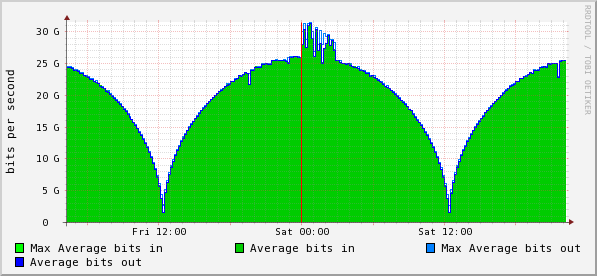 RRDTOOL / TOBI OETIKER
bits per second
30 G
25 G
20 G
15 G
10 G
5 G
0
Fri 12:00 Sat 00:00 Sat 12:00
Max Average bits in Average bits in Max Average bits out
Average bits out